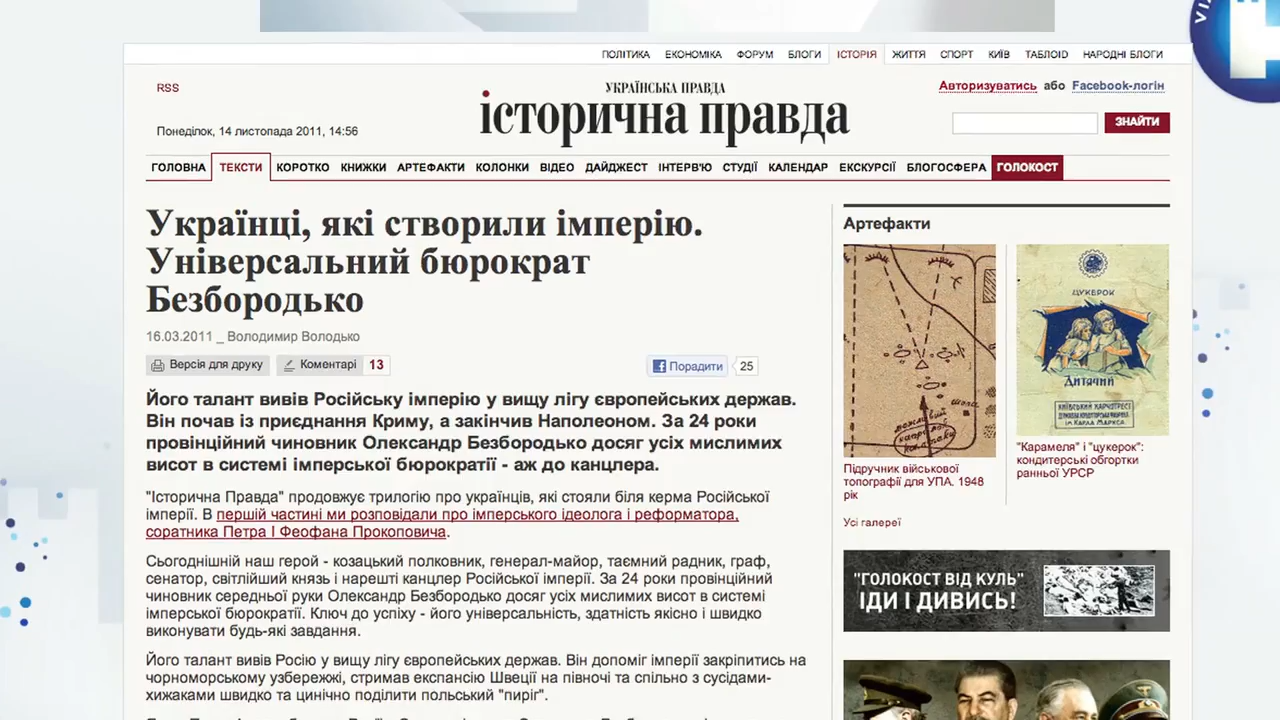 ПОЛІТИКА ЕКОНОМІКА ФОРУМ БЛОГИ ІСТОРІЯ ЖИТТЯ СПОРТ КИЇВ ТАБЛОІD НАРОДНІ БЛОГИ
RSS
УКРАЇНСЬКА ПРАВДА
історична правда
Авторизуватись або Facebook-логін
Понеділок, 14 листопада 2011, 14:56
ЗНАЙТИ
ГОЛОВНА ТЕКСТИ КОРОТКО КНИЖКИ АРТЕФАКТИ КОЛОНКИ ВІДЕО ДАЙДЖЕСТ ІНТЕРВ'Ю СТУДІЇ КАЛЕНДАР ЕКСКУРСІЇ БЛОГОСФЕРА ГОЛОКОСТ
Українці, які створили імперію.
Універсальний бюрократ
Безбородько
16.03.2011 _ Володимир Володько
Версія для друку Коментарі 13
Порадити 25
Його талант вивів Російську імперію у вищу лігу європейських держав.
Він почав із приєднання Криму, а закінчив Наполеоном. За 24 роки
провінційний чиновник Олександр Безбородько досяг усіх мислимих
висот в системі імперської бюрократії - аж до канцлера.
"Історична Правда" продовжує трилогію про українців, які стояли біля керма Російської
імперії. В першій частині ми розповідали про імперського ідеолога і реформатора,
соратника Петра І Феофана Прокоповича.
Сьогоднішній наш герой - козацький полковник, генерал-майор, таємний радник, граф,
сенатор, світлійший князь і нарешті канцлер Російської імперії. За 24 роки провінційний
чиновник середньої руки Олександр Безбородько досяг усіх мислимих висот в системі
імперської бюрократії. Ключ до успіху - його універсальність, здатність якісно і швидко
виконувати будь-які завдання.
Його талант вивів Росію у вищу лігу європейських держав. Він допоміг імперії закріпитись на
чорноморському узбережжі, стримав експансію Швеції на півночі та спільно з сусідами-
хижаками швидко та цинічно поділити польський "пиріг".
Артефакти
ЦУКЕРОК
Дитячий
КИЇВСЬКИЙ КАРЧОТРЕСТ
ІМ КАРЛА МАРКСА
Підручник військової
топографії для УПА. 1948
рік
"Карамеля" і "цукерок":
кондитерські обгортки
ранньої УРСР
Усі галереї
"ГОЛОКОСТ ВІД КУЛЬ"
ІДИ І ДИВИСЬ!